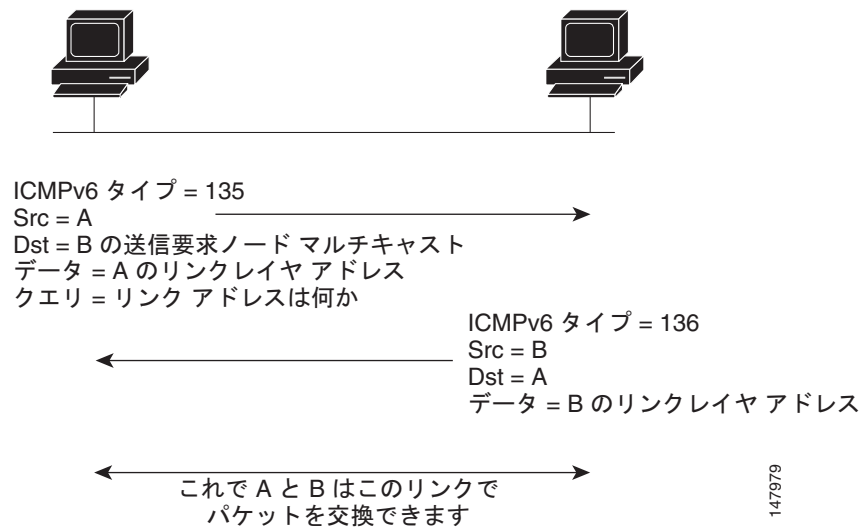 ICMPv6 タイプ = 135
Src = A
Dst = B の送信要求ノード マルチキャスト
データ = A のリンクレイヤ アドレス
クエリ = リンク アドレスは何か
ICMPv6 タイプ = 136
Src = B
Dst = A
データ = B のリンクレイヤ アドレス
これで A と B はこのリンクで
パケットを交換できます
147979